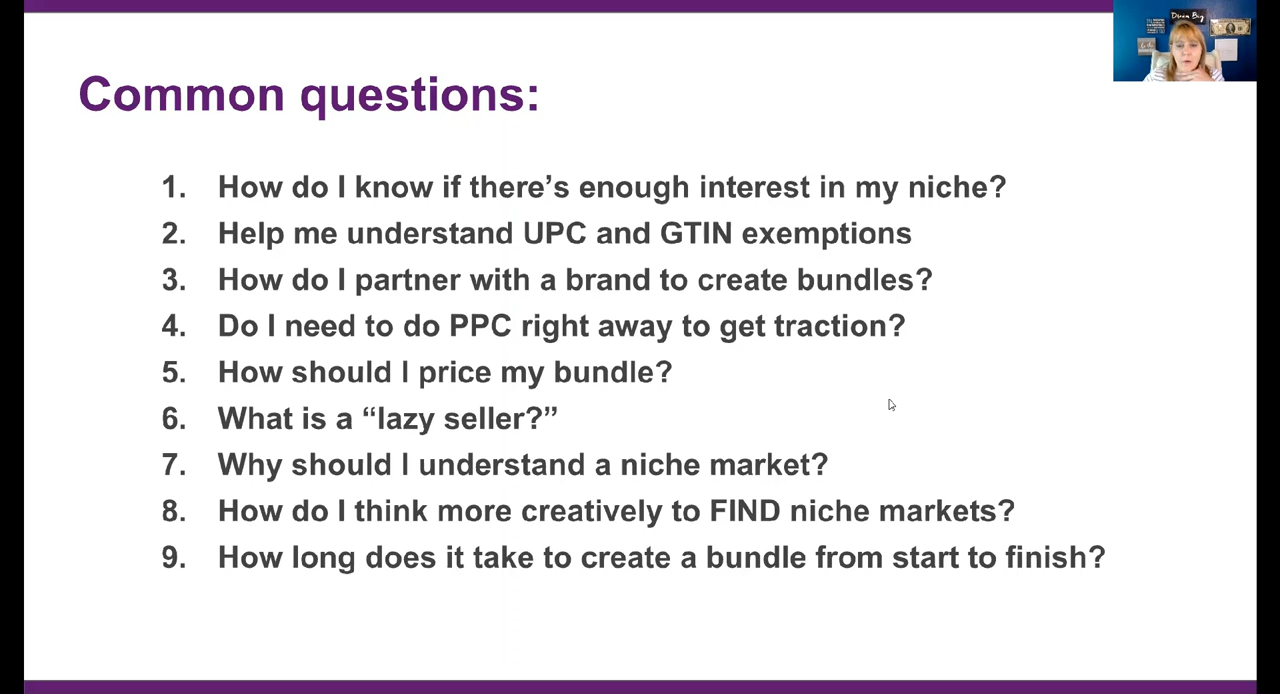 Dream Big
Common questions:
1. How do I know if there’s enough interest in my niche?
2. Help me understand UPC and GTIN exemptions
3. How do I partner with a brand to create bundles?
4. Do I need to do PPC right away to get traction?
5. How should I price my bundle?
6. What is a “lazy seller?”
7. Why should I understand a niche market?
8. How do I think more creatively to FIND niche markets?
9. How long does it take to create a bundle from start to finish?